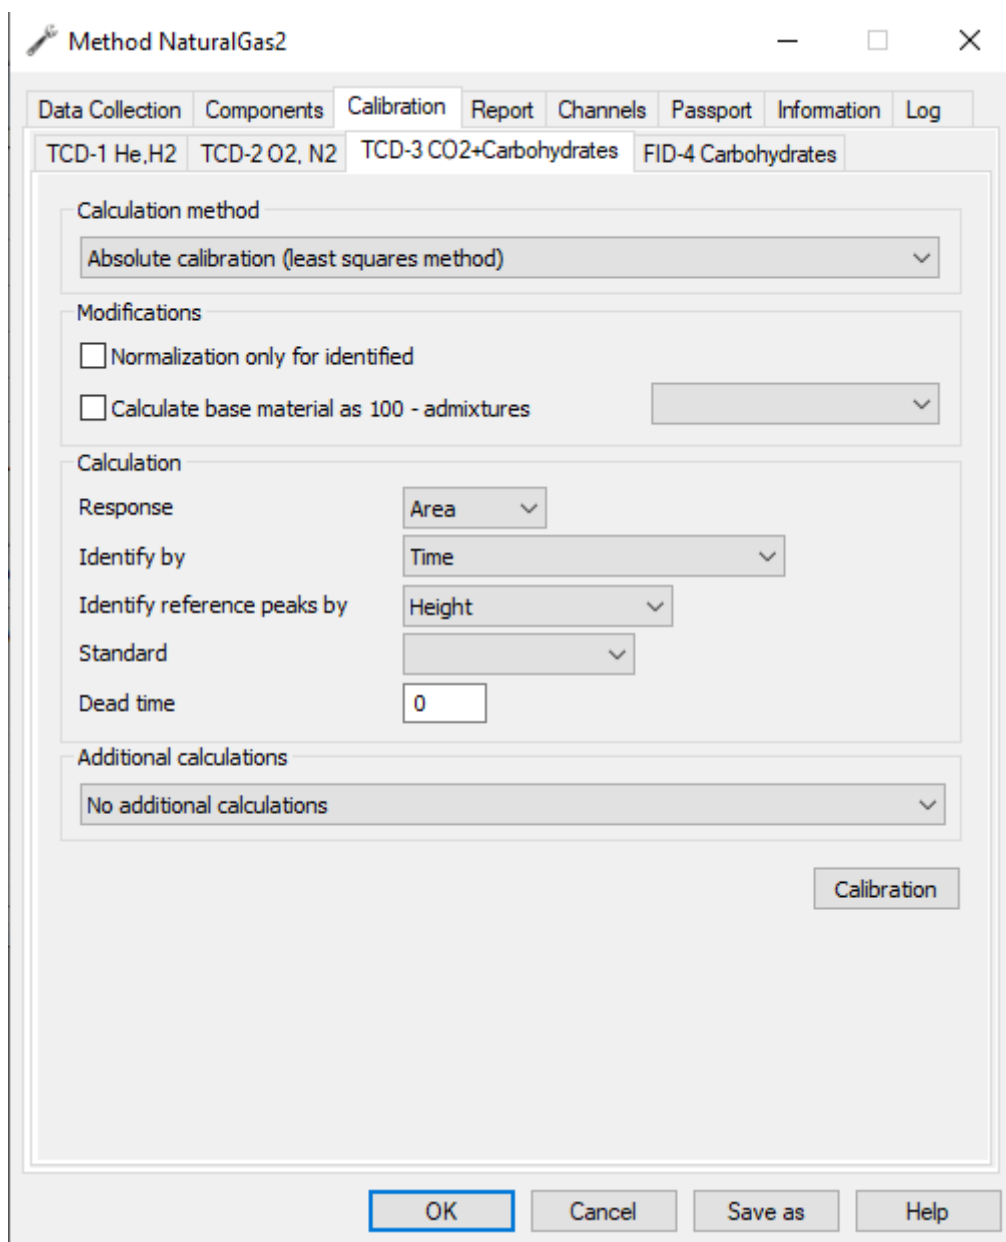 Method NaturalGas2
Data Collection Components Calibration Report Channels Passport Information Log
TCD-1 He,H2 TCD-2 O2, N2 TCD-3 CO2+Carbohydrates FID-4 Carbohydrates
Calculation method
Absolute calibration (least squares method)
Modifications
Normalization only for identified
Calculate base material as 100 - admixtures
Calculation
Response Area
Identify by Time
Identify reference peaks by Height
Standard
Dead time 0
Additional calculations
No additional calculations
Calibration
OK Cancel Save as Help